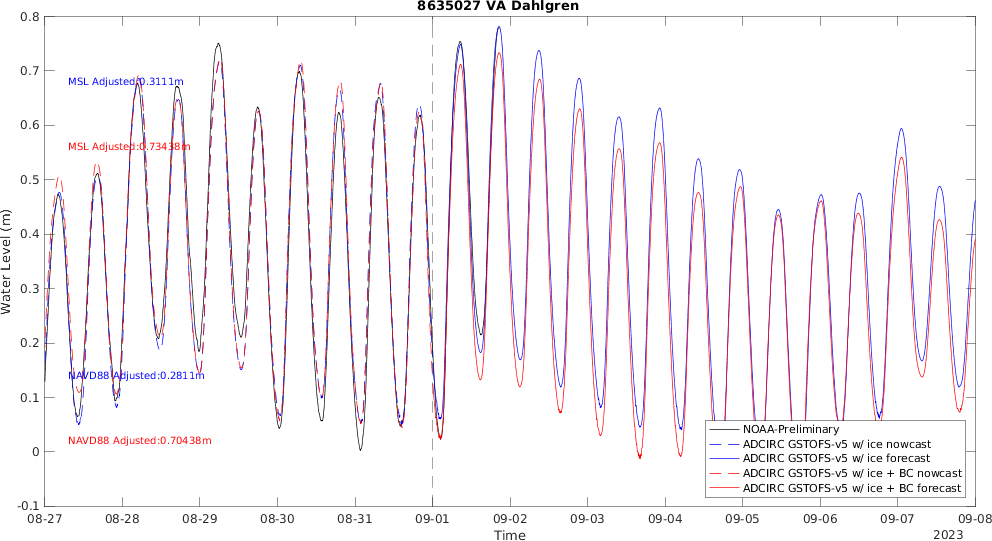 8635027 VA Dahlgren
0.8
0.7
0.6
0.5
0.4
0.3
0.2
0.1
0
-0.1
Water Level (m)
MSL Adjusted:0.3111m
MSL Adjusted:0.73438m
NAVD88 Adjusted:0.2811m
NAVD88 Adjusted:0.70438m
NOAA-Preliminary
ADCIRC GSTOFS-v5 w/ ice nowcast
ADCIRC GSTOFS-v5 w/ ice forecast
ADCIRC GSTOFS-v5 w/ ice + BC nowcast
ADCIRC GSTOFS-v5 w/ ice + BC forecast
08-27 08-28 08-29 08-30 08-31 09-01 09-02 09-03 09-04 09-05 09-06 09-07 09-08
Time
2023